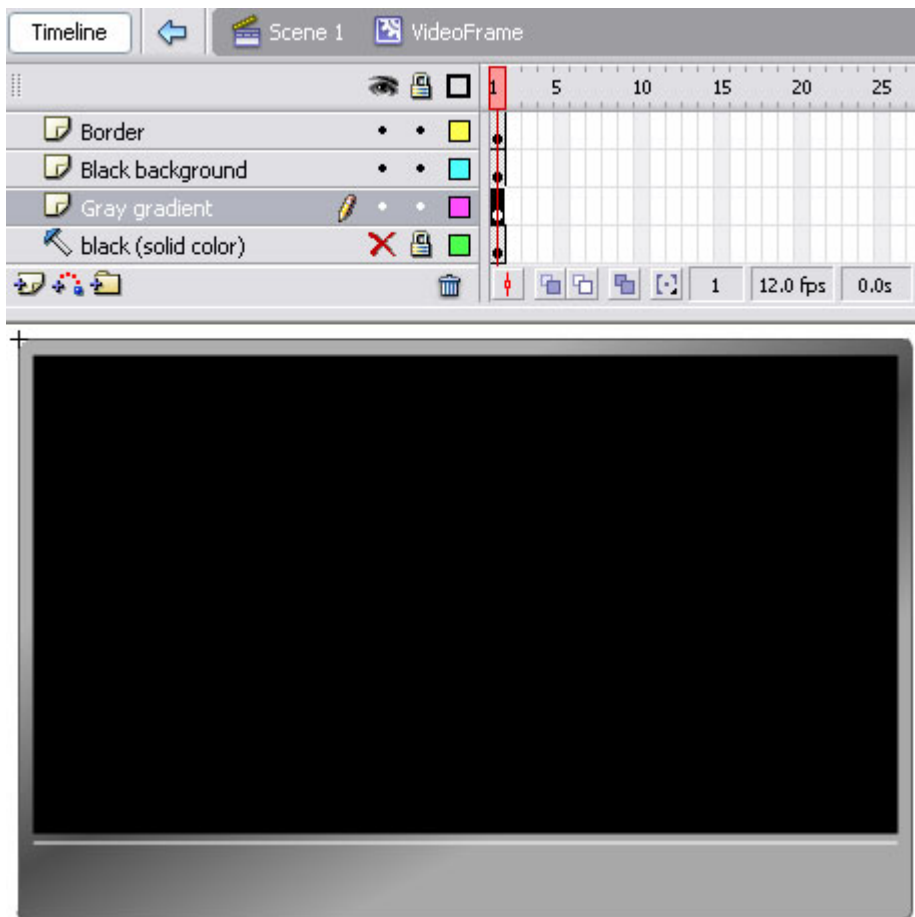 Timeline Scene 1 VideoFrame
1 5 10 15 20 25
Border
Black background
Gray gradient
black (solid color)
1 12.0 fps 0.0s